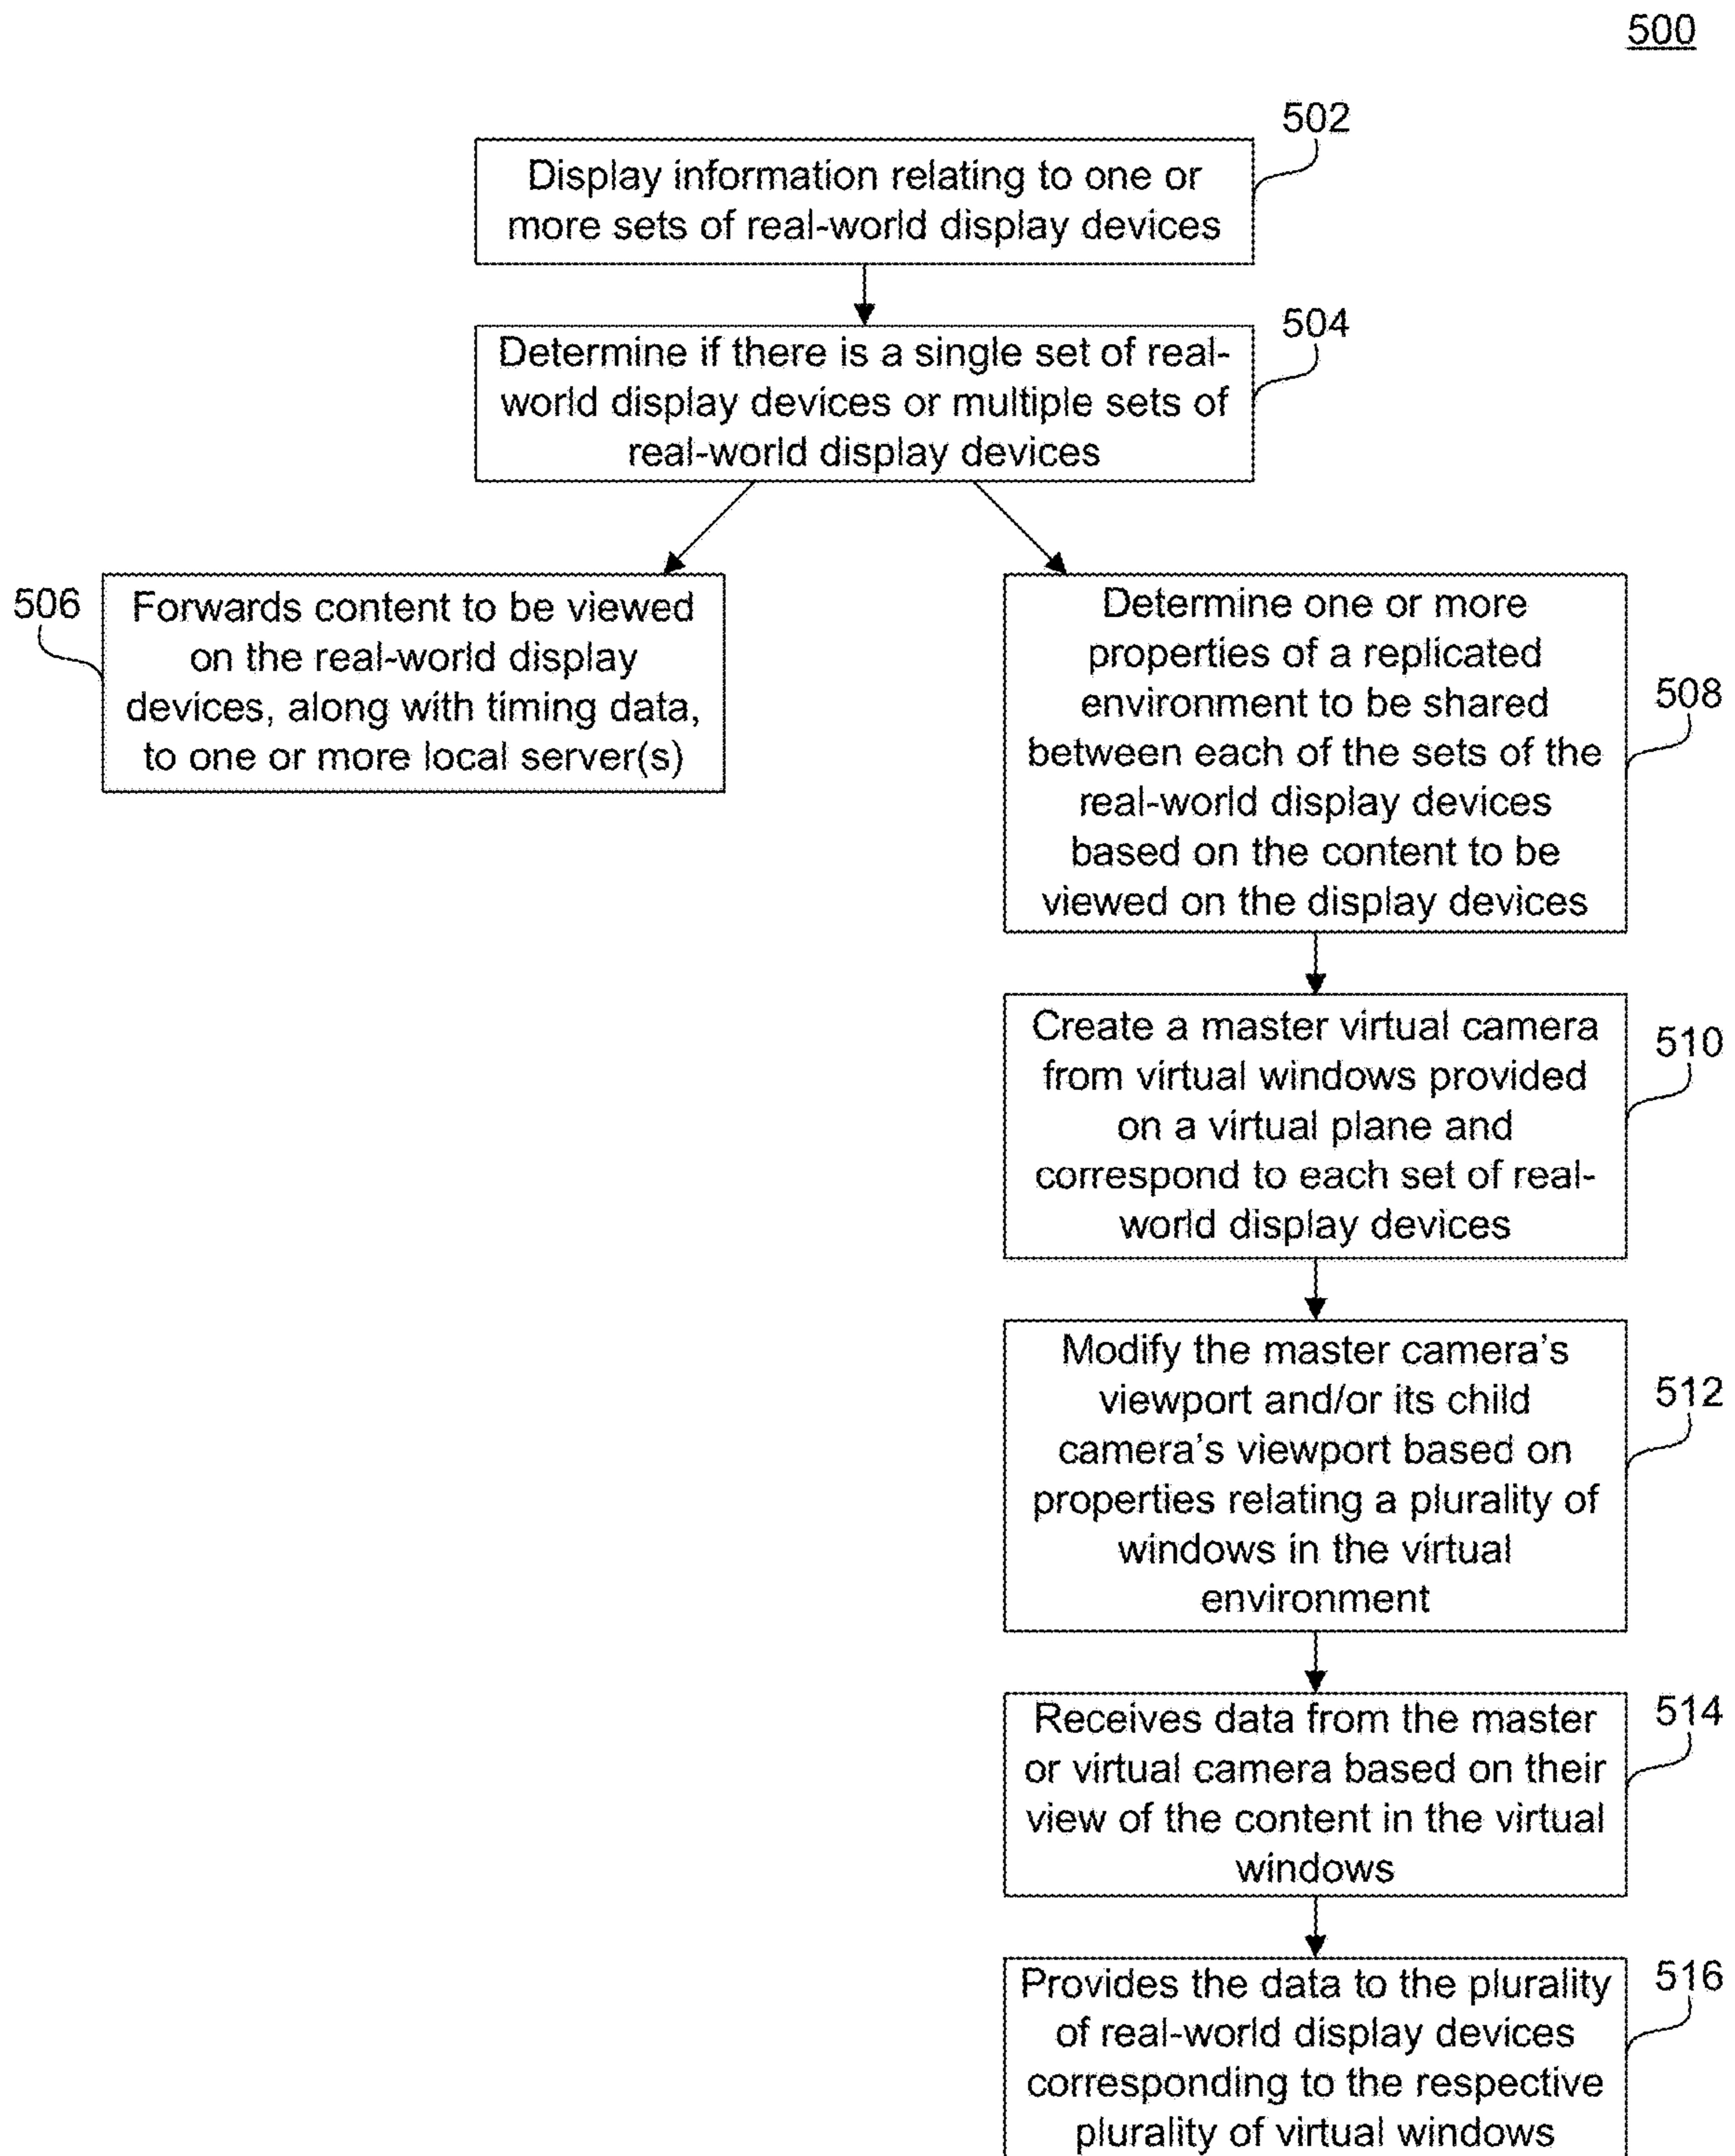 500
502
Display information relating to one or
more sets of real-world display devices
504
Determine if there is a single set of real-
world display devices or multiple sets of
real-world display devices
506
Forwards content to be viewed
on the real-world display
devices, along with timing data,
to one or more local server(s)
Determine one or more
properties of a replicated
environment to be shared
between each of the sets of the
real-world display devices
based on the content to be
viewed on the display devices
508
Create a master virtual camera
from virtual windows provided
on a virtual plane and
correspond to each set of real-
world display devices
510
Modify the master camera's
viewport and/or its child
camera's viewport based on
properties relating a plurality of
windows in the virtual
environment
512
Receives data from the master
or virtual camera based on their
view of the content in the virtual
windows
514
Provides the data to the plurality
of real-world display devices
corresponding to the respective
plurality of virtual windows
516